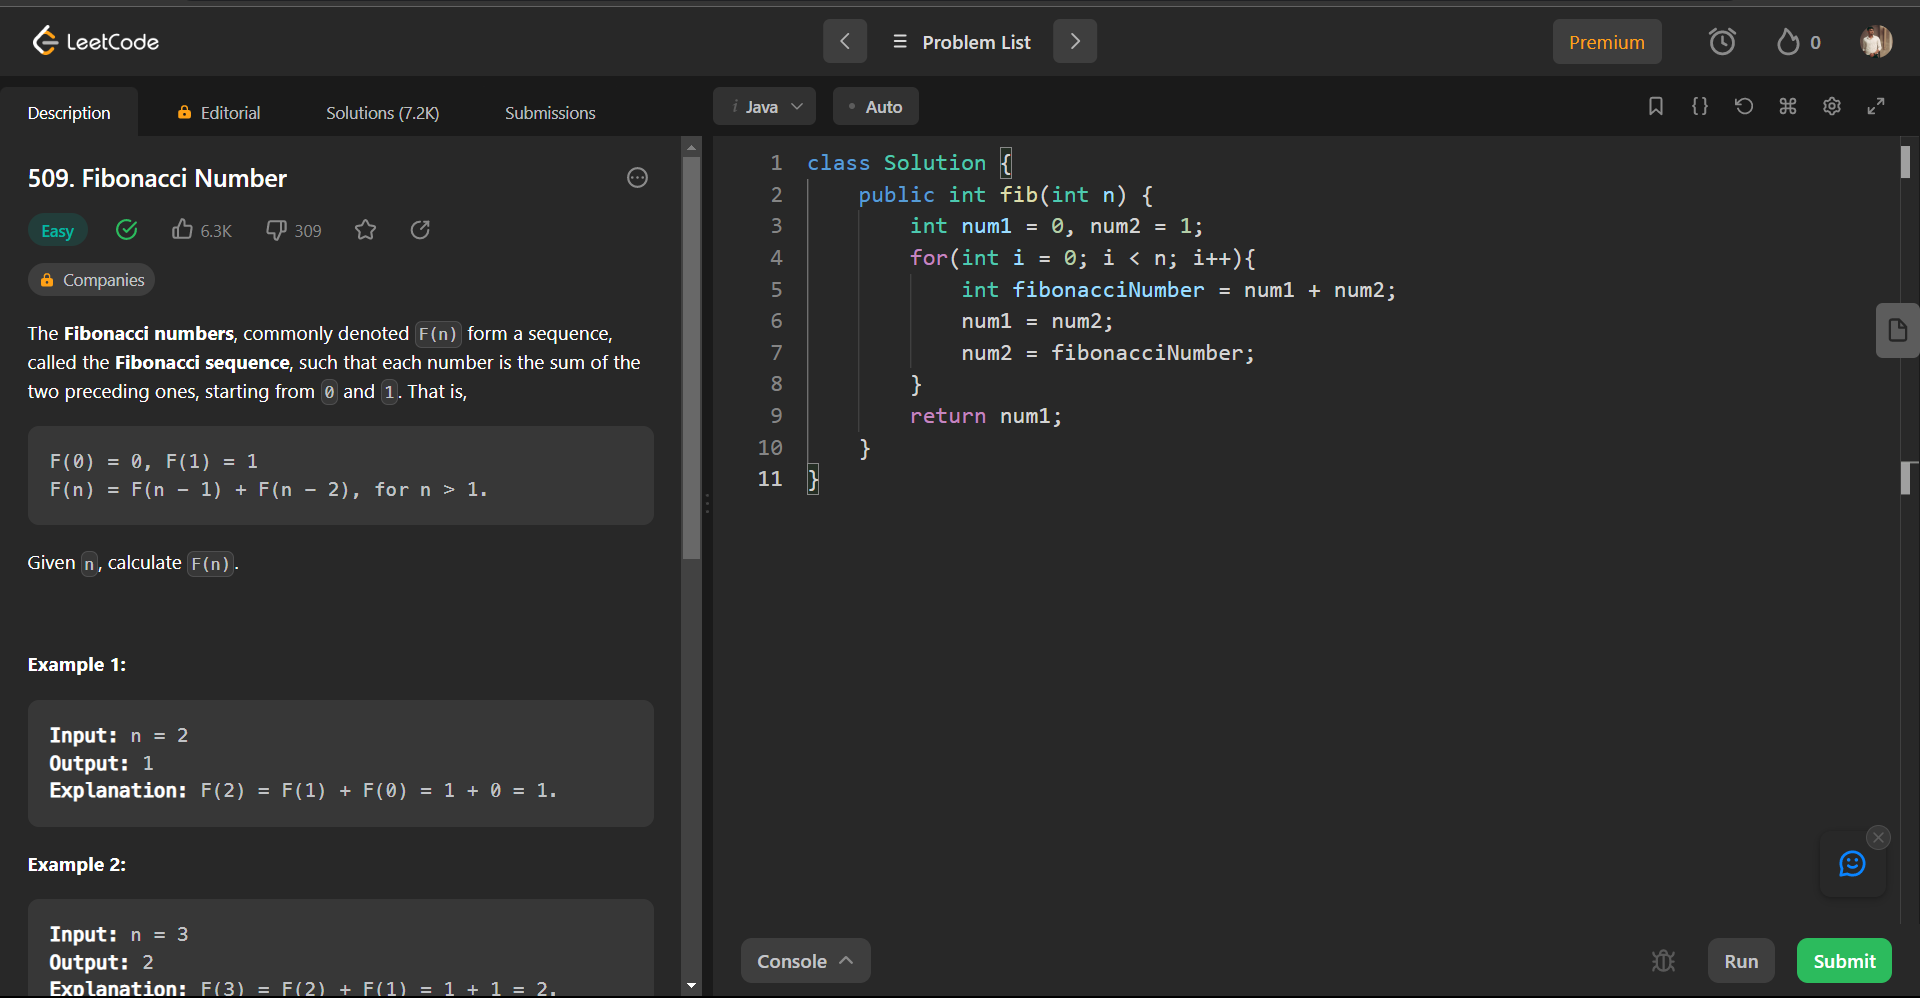 LeetCode
Problem List
Premium
0
Description
Editorial
Solutions (7.2K)
Submissions
509. Fibonacci Number
Easy
6.3K
309
Companies
The Fibonacci numbers, commonly denoted F(n) form a sequence,
called the Fibonacci sequence, such that each number is the sum of the
two preceding ones, starting from 0 and 1. That is,
F(0) = 0, F(1) = 1
F(n) = F(n - 1) + F(n - 2), for n > 1.
Given n, calculate F(n).
Example 1:
Input: n = 2
Output: 1
Explanation: F(2) = F(1) + F(0) = 1 + 0 = 1.
Example 2:
Input: n = 3
Output: 2
Explanation: F(3) = F(2) + F(1) = 1 + 1 = 2.
i Java
Auto
1 class Solution {
2     public int fib(int n) {
3         int num1 = 0, num2 = 1;
4         for(int i = 0; i < n; i++){
5             int fibonacciNumber = num1 + num2;
6             num1 = num2;
7             num2 = fibonacciNumber;
8         }
9         return num1;
10     }
11 }
Console
Run
Submit